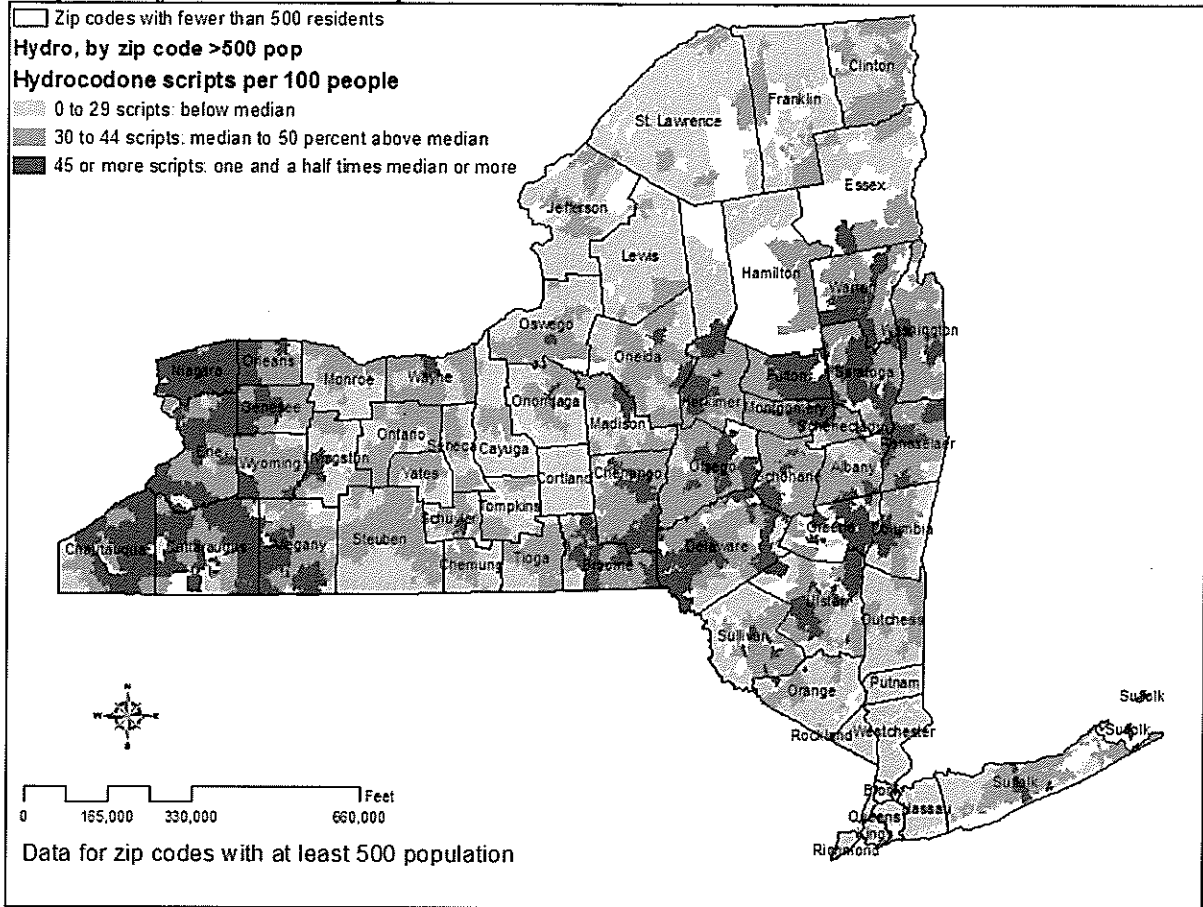 Zip codes with fewer than 500 residents
Hydro, by zip code >500 pop
Hydrocodone scripts per 100 people
0 to 29 scripts: below median
30 to 44 scripts: median to 50 percent above median
45 or more scripts: one and a half times median or more
Clinton
Franklin
St. Lawrence
Essex
Jefferson
Lewis
Hamilton
Warren
Washington
Oswego
Oneida
Niagara
Orleans
Monroe
Wayne
Fulton
Saratoga
Genesee
Onondaga
Madison
Herkimer
Montgomery
Schenectady
Ontario
Seneca
Cayuga
Rensselaer
Erie
Wyoming
Livingston
Yates
Cortland
Chenango
Otsego
Schoharie
Albany
Tompkins
Schuyler
Greene
Columbia
Chautauqua
Cattaraugus
Allegany
Steuben
Chemung
Tioga
Broome
Delaware
Ulster
Dutchess
Sullivan
Orange
Putnam
Rockland
Westchester
Suffolk
Suffolk
Suffolk
Bronx
Nassau
Queens
Kings
Richmond
N
W
E
S
Feet
0 165,000 330,000 660,000
Data for zip codes with at least 500 population